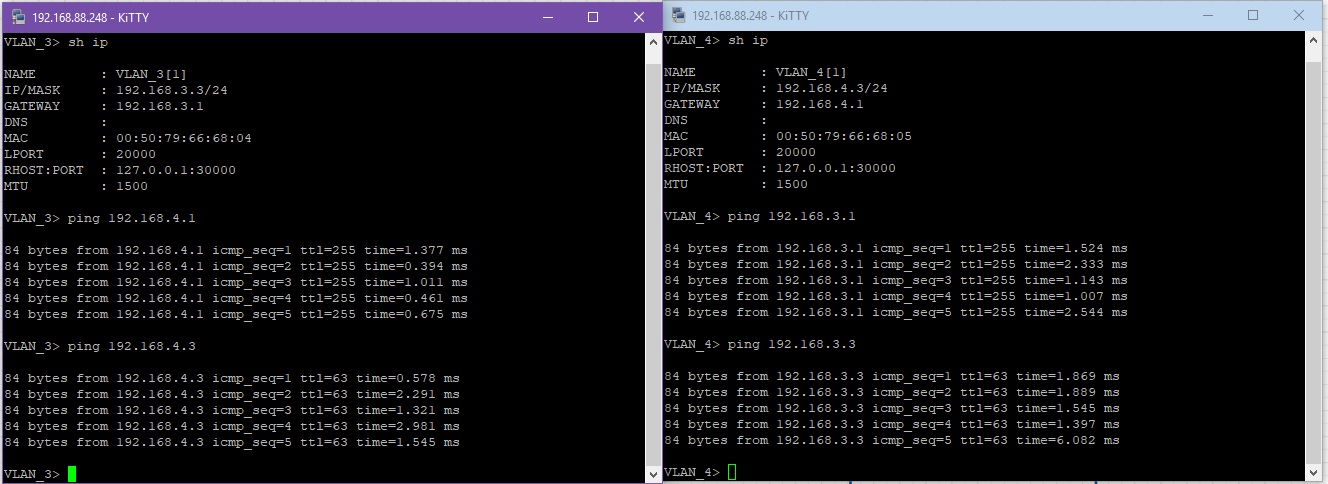 192.168.88.248 - KiTTY
VLAN_3> sh ip
NAME : VLAN_3[1]
IP/MASK : 192.168.3.3/24
GATEWAY : 192.168.3.1
DNS :
MAC : 00:50:79:66:68:04
LPORT : 20000
RHOST:PORT : 127.0.0.1:30000
MTU : 1500
VLAN_3> ping 192.168.4.1
84 bytes from 192.168.4.1 icmp_seq=1 ttl=255 time=1.377 ms
84 bytes from 192.168.4.1 icmp_seq=2 ttl=255 time=0.394 ms
84 bytes from 192.168.4.1 icmp_seq=3 ttl=255 time=1.011 ms
84 bytes from 192.168.4.1 icmp_seq=4 ttl=255 time=0.461 ms
84 bytes from 192.168.4.1 icmp_seq=5 ttl=255 time=0.675 ms
VLAN_3> ping 192.168.4.3
84 bytes from 192.168.4.3 icmp_seq=1 ttl=63 time=0.578 ms
84 bytes from 192.168.4.3 icmp_seq=2 ttl=63 time=2.291 ms
84 bytes from 192.168.4.3 icmp_seq=3 ttl=63 time=1.321 ms
84 bytes from 192.168.4.3 icmp_seq=4 ttl=63 time=2.981 ms
84 bytes from 192.168.4.3 icmp_seq=5 ttl=63 time=1.545 ms
VLAN_3>
192.168.88.248 - KiTTY
VLAN_4> sh ip
NAME : VLAN_4[1]
IP/MASK : 192.168.4.3/24
GATEWAY : 192.168.4.1
DNS :
MAC : 00:50:79:66:68:05
LPORT : 20000
RHOST:PORT : 127.0.0.1:30000
MTU : 1500
VLAN_4> ping 192.168.3.1
84 bytes from 192.168.3.1 icmp_seq=1 ttl=255 time=1.524 ms
84 bytes from 192.168.3.1 icmp_seq=2 ttl=255 time=2.333 ms
84 bytes from 192.168.3.1 icmp_seq=3 ttl=255 time=1.143 ms
84 bytes from 192.168.3.1 icmp_seq=4 ttl=255 time=1.007 ms
84 bytes from 192.168.3.1 icmp_seq=5 ttl=255 time=2.544 ms
VLAN_4> ping 192.168.3.3
84 bytes from 192.168.3.3 icmp_seq=1 ttl=63 time=1.869 ms
84 bytes from 192.168.3.3 icmp_seq=2 ttl=63 time=1.889 ms
84 bytes from 192.168.3.3 icmp_seq=3 ttl=63 time=1.545 ms
84 bytes from 192.168.3.3 icmp_seq=4 ttl=63 time=1.397 ms
84 bytes from 192.168.3.3 icmp_seq=5 ttl=63 time=6.082 ms
VLAN_4>